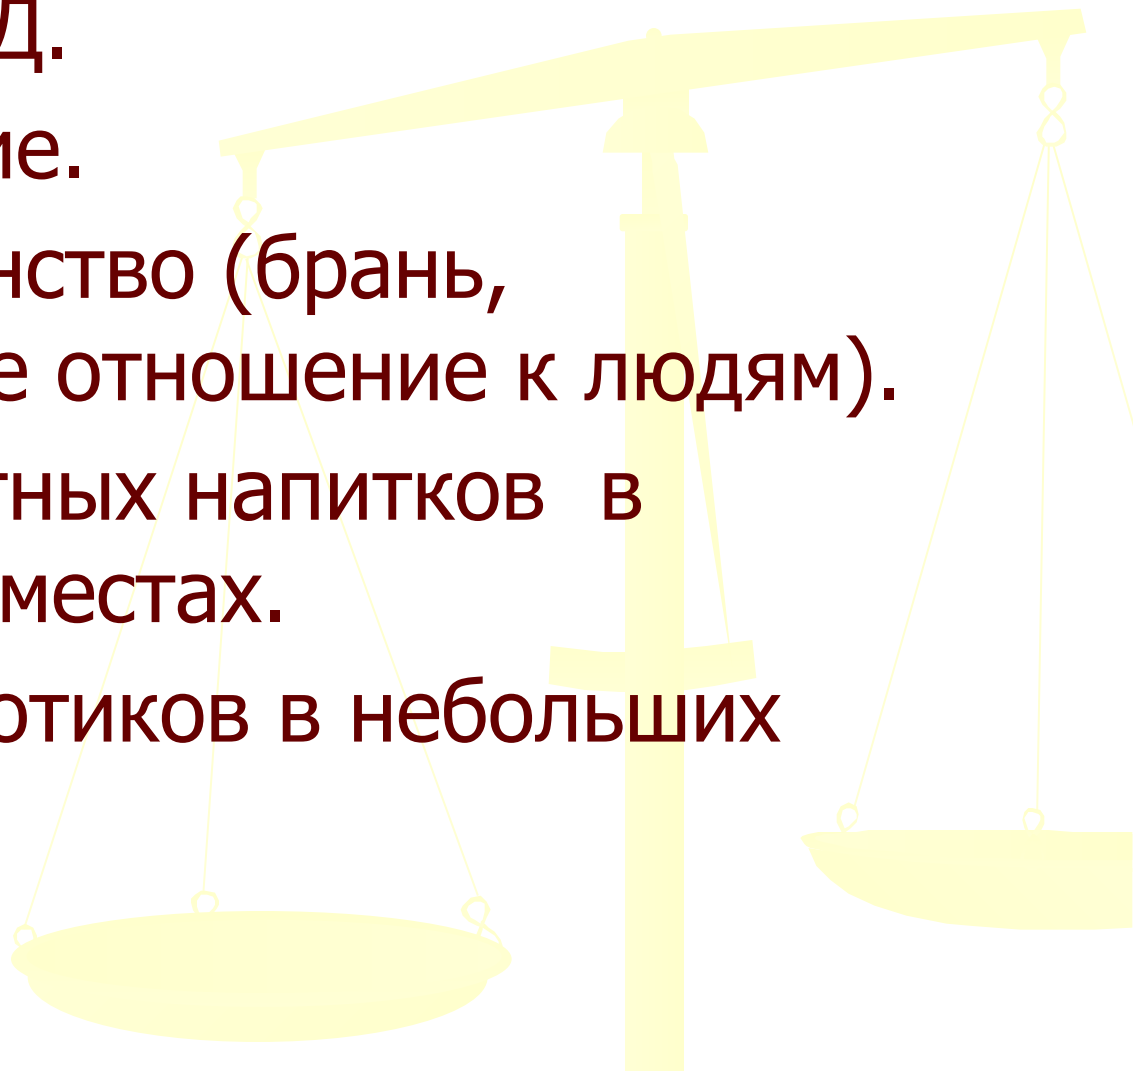 Д.
ие.
нство (брань,
е отношение к людям).
тных напитков в
местах.
отиков в небольших